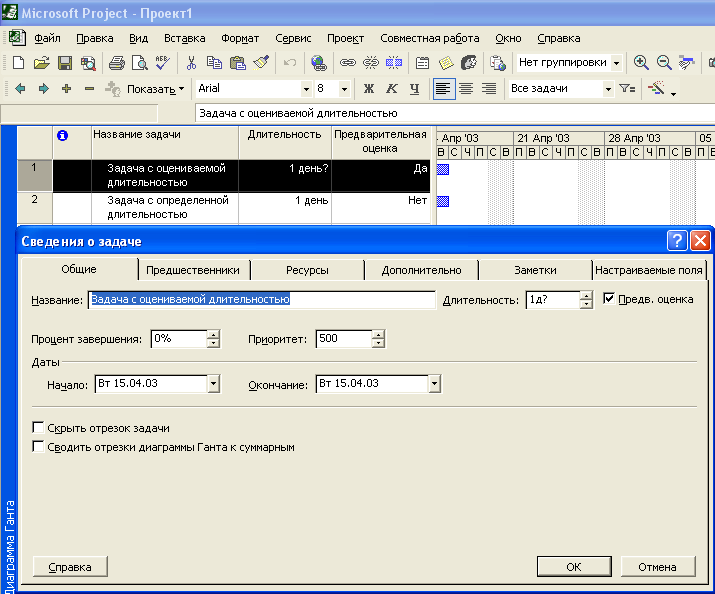 Microsoft Project - Проект1
Файл Правка Вид Вставка Формат Сервис Проект Совместная работа Окно Справка
Нет группировки
Показать Arial 8 Ж К Ч Все задачи
Задача с оцениваемой длительностью
Название задачи Длительность Предварительная оценка
Апр '03 21 Апр '03 28 Апр '03 05
В С Ч П С В П В С Ч П С В П В С Ч П С В П В
1 Задача с оцениваемой длительностью 1 день? Да
2 Задача с определенной длительностью 1 день Нет
Сведения о задаче
Общие Предшественники Ресурсы Дополнительно Заметки Настраиваемые поля
Название: Задача с оцениваемой длительностью Длительность: 1д? Предв. оценка
Процент завершения: 0% Приоритет: 500
Даты
Начало: Вт 15.04.03 Окончание: Вт 15.04.03
Скрыть отрезок задачи
Сводить отрезки диаграммы Ганта к суммарным
Справка ОК Отмена
Диаграмма Ганта